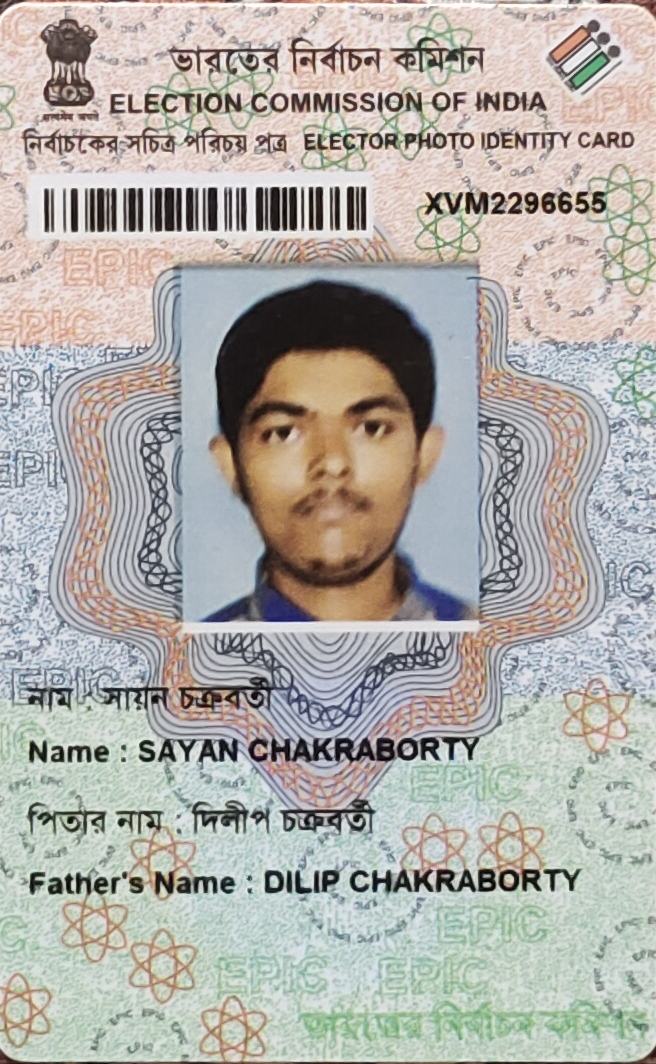 ভারতের নির্বাচন কমিশন
ELECTION COMMISSION OF INDIA
सत्यमेव जयते
নির্বাচকের সচিত্র পরিচয় পত্র ELECTOR PHOTO IDENTITY CARD
XVM2296655
নাম : সায়ন চক্রবর্তী
Name : SAYAN CHAKRABORTY
পিতার নাম : দিলীপ চক্রবর্তী
Father's Name : DILIP CHAKRABORTY
EPIC
EPIC EPIC
ভারতের নির্বাচন কমিশন